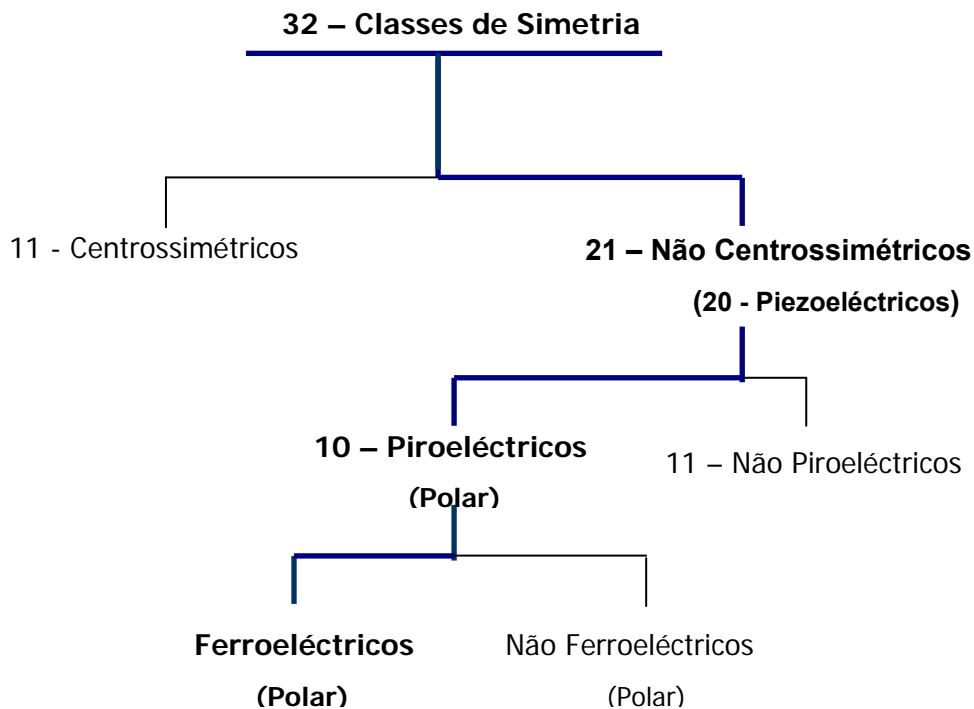 32 – Classes de Simetria
11 - Centrossimétricos
21 – Não Centrossimétricos
(20 - Piezoeléctricos)
10 – Piroeléctricos
(Polar)
11 – Não Piroeléctricos
Ferroeléctricos
(Polar)
Não Ferroeléctricos
(Polar)